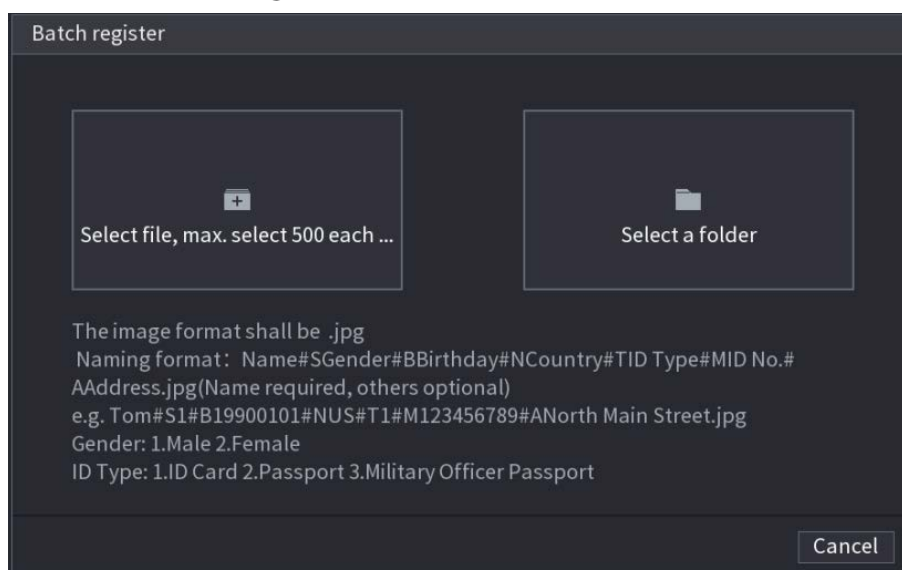 Batch register
Select file, max. select 500 each ...
Select a folder
The image format shall be .jpg
Naming format: Name#SGender#BBirthday#NCountry#TID Type#MID No.#
AAddress.jpg(Name required, others optional)
e.g. Tom#S1#B19900101#NUS#T1#M123456789#ANorth Main Street.jpg
Gender: 1.Male 2.Female
ID Type: 1.ID Card 2.Passport 3.Military Officer Passport
Cancel